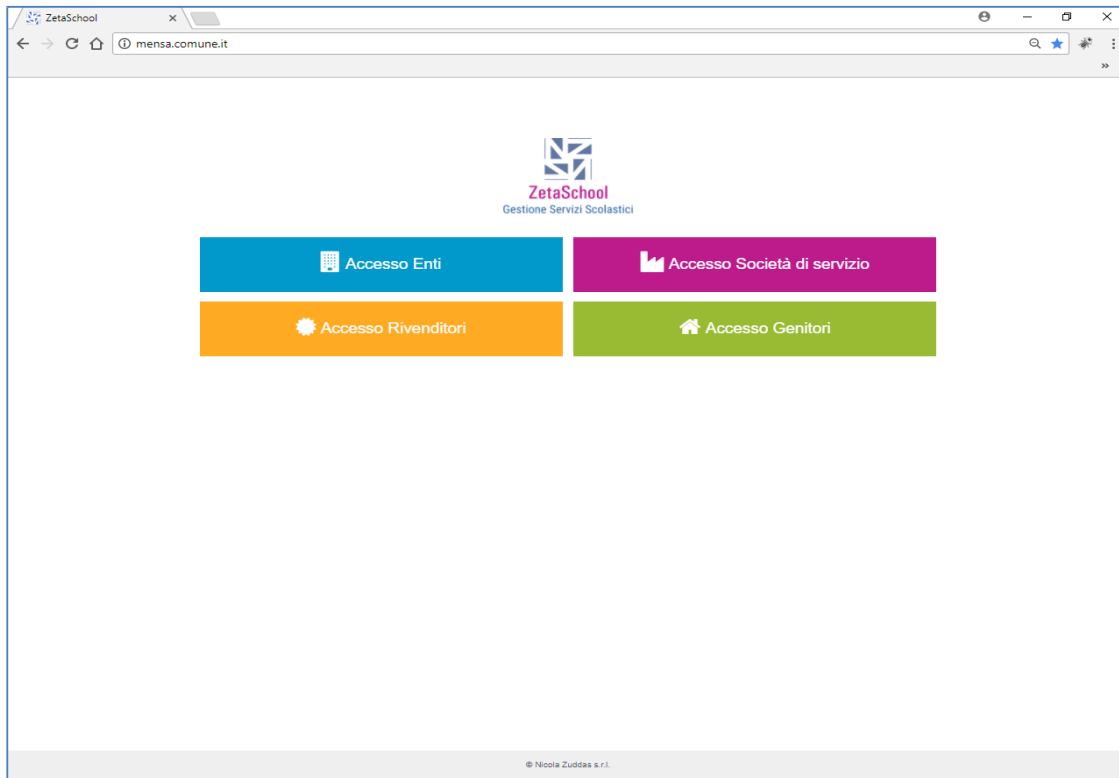 ZetaSchool
mensa.comune.it
ZetaSchool
Gestione Servizi Scolastici
Accesso Enti
Accesso Società di servizio
Accesso Rivenditori
Accesso Genitori
© Nicola Zuddas s.r.l.